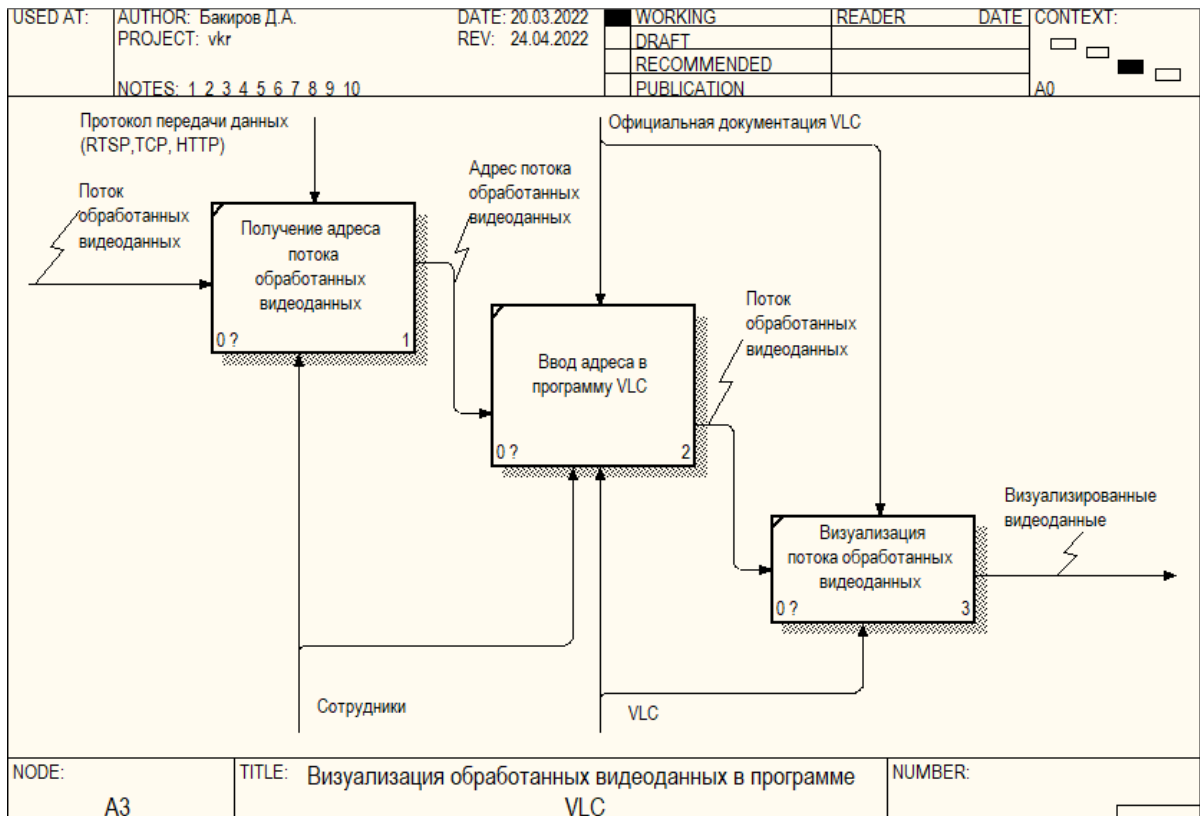 USED AT:
AUTHOR: Бакиров Д.А.
DATE: 20.03.2022
WORKING
READER
DATE
CONTEXT:
PROJECT: vkr
REV: 24.04.2022
DRAFT
RECOMMENDED
NOTES: 1 2 3 4 5 6 7 8 9 10
PUBLICATION
A0
Протокол передачи данных
(RTSP,TCP, HTTP)
Официальная документация VLC
Поток
обработанных
видеоданных
Адрес потока
обработанных
видеоданных
Получение адреса
потока
обработанных
видеоданных
0 ?
1
Поток
обработанных
видеоданных
Ввод адреса в
программу VLC
0 ?
2
Визуализированные
видеоданные
Визуализация
потока обработанных
видеоданных
0 ?
3
Сотрудники
VLC
NODE:
A3
TITLE:
Визуализация обработанных видеоданных в программе
VLC
NUMBER: